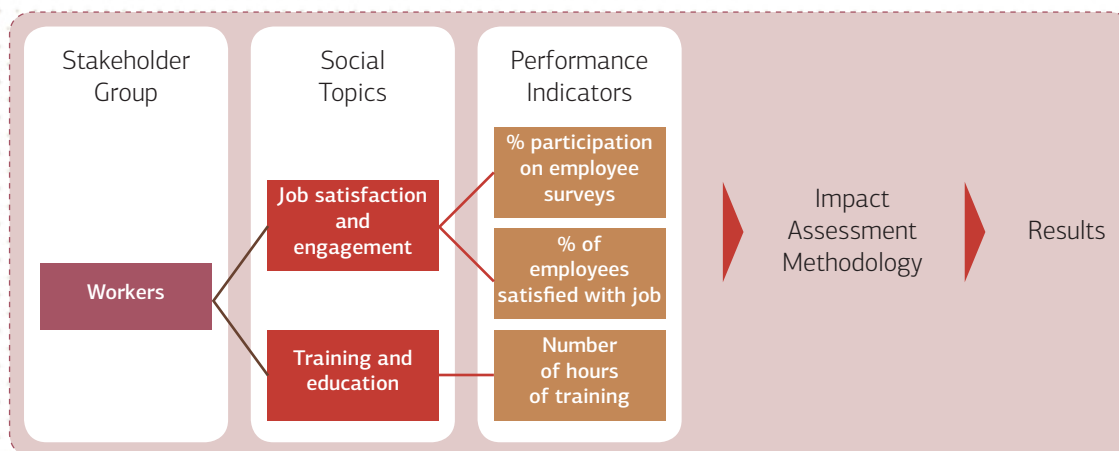 Stakeholder
Group
Social
Topics
Performance
Indicators
Workers
Job satisfaction
and
engagement
Training and
education
% participation
on employee
surveys
% of
employees
satisfied with job
Number
of hours
of training
Impact
Assessment
Methodology
Results